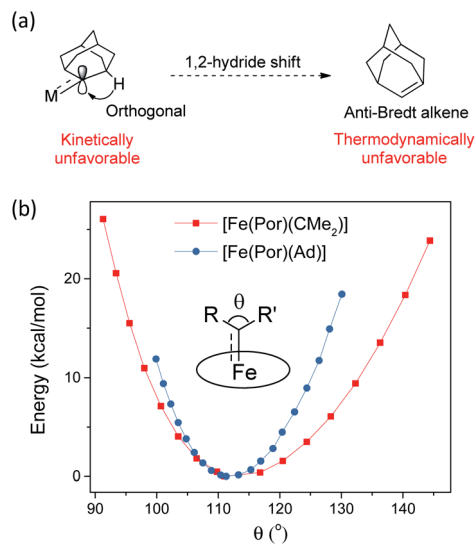 (a)
1,2-hydride shift
H
M
Orthogonal
Anti-Bredt alkene
Kinetically
unfavorable
Thermodynamically
unfavorable
(b)
[Fe(Por)(CMe₂)]
[Fe(Por)(Ad)]
θ
R R'
Fe
Energy (kcal/mol)
20
10
0
90 100 110 120 130 140
θ (°)